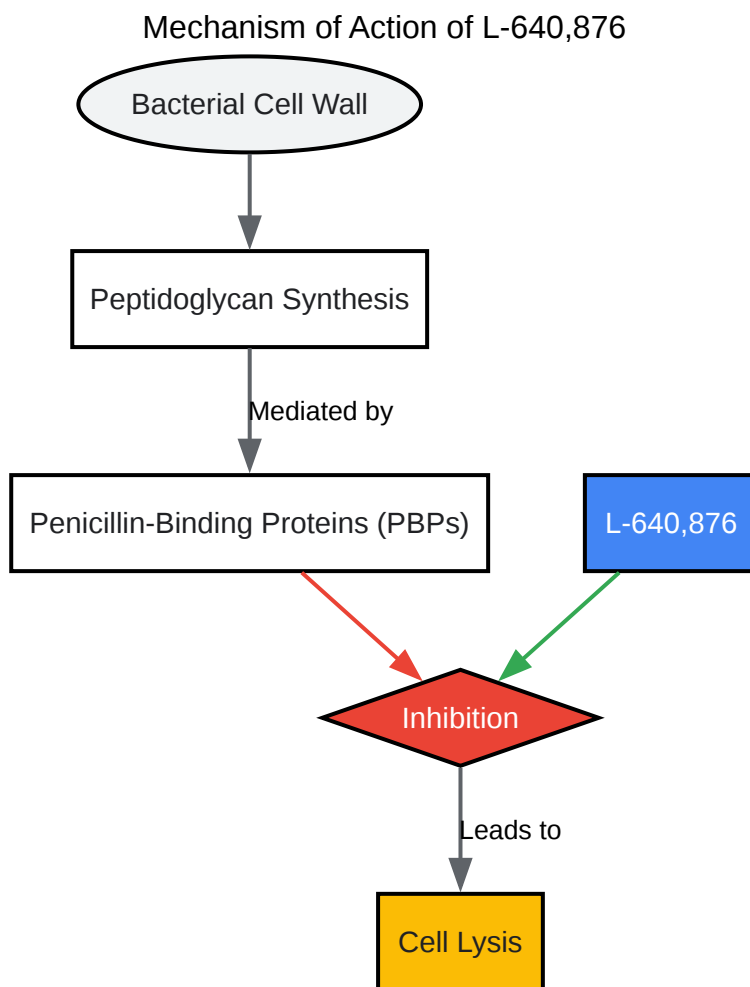 Mechanism of Action of L-640,876
Bacterial Cell Wall
Peptidoglycan Synthesis
Mediated by
Penicillin-Binding Proteins (PBPs)
L-640,876
Inhibition
Leads to
Cell Lysis